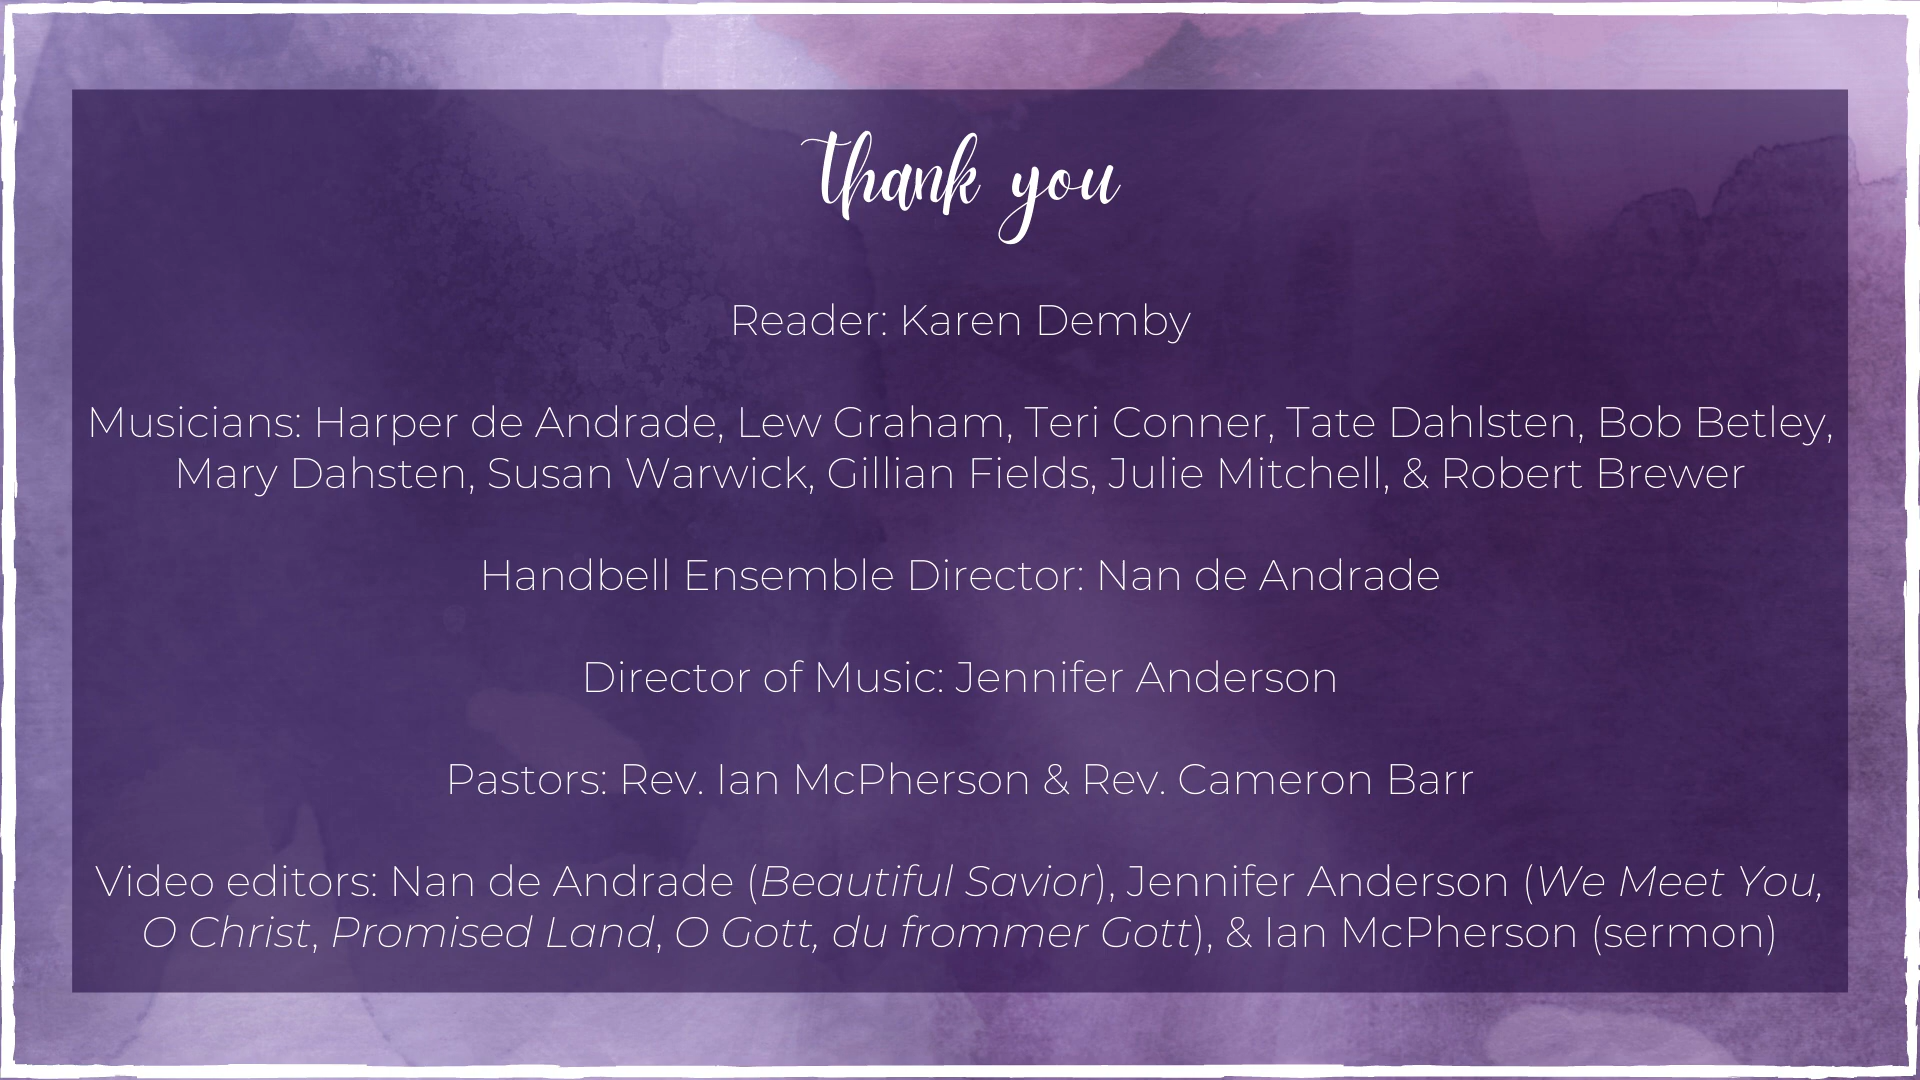 thank you
Reader: Karen Demby
Musicians: Harper de Andrade, Lew Graham, Teri Conner, Tate Dahlsten, Bob Betley,
Mary Dahsten, Susan Warwick, Gillian Fields, Julie Mitchell, & Robert Brewer
Handbell Ensemble Director: Nan de Andrade
Director of Music: Jennifer Anderson
Pastors: Rev. Ian McPherson & Rev. Cameron Barr
Video editors: Nan de Andrade (Beautiful Savior), Jennifer Anderson (We Meet You,
O Christ, Promised Land, O Gott, du frommer Gott), & Ian McPherson (sermon)